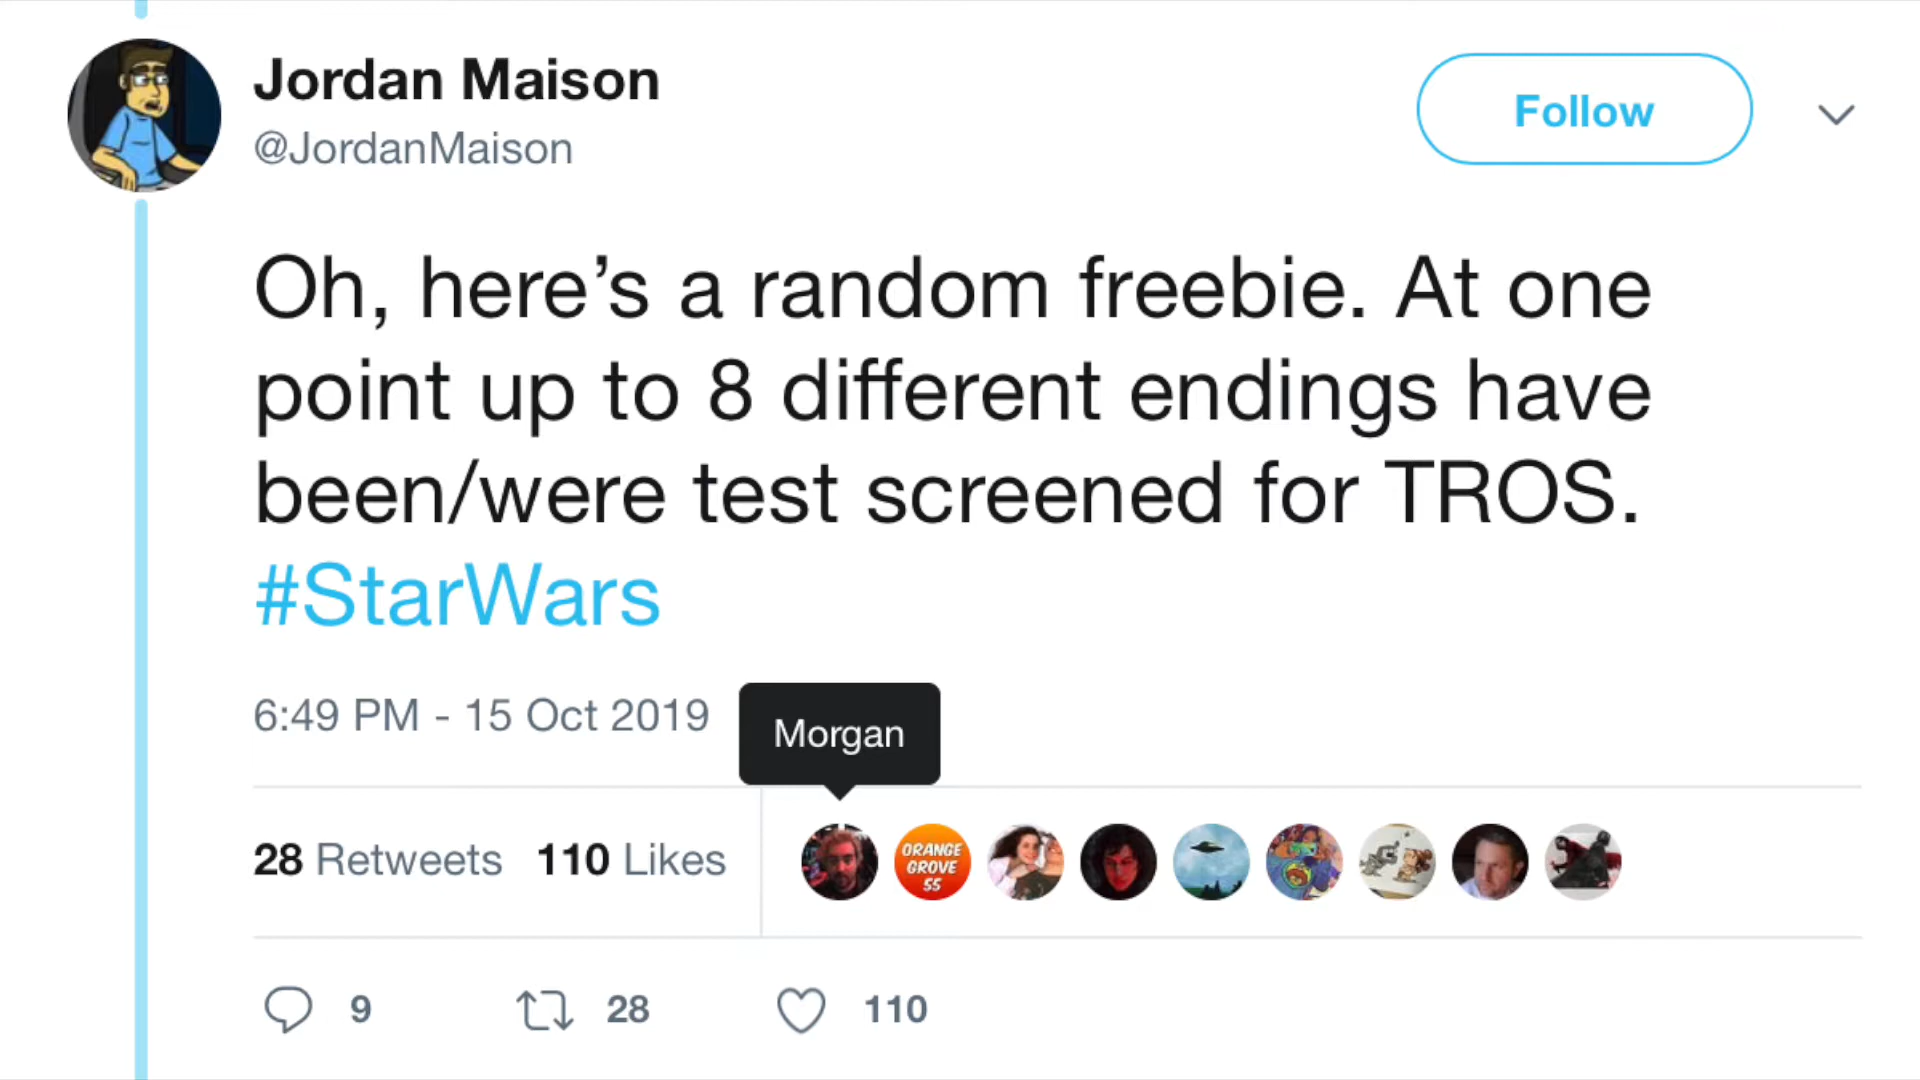 Jordan Maison
@JordanMaison
Follow
Oh, here’s a random freebie. At one
point up to 8 different endings have
been/were test screened for TROS.
#StarWars
6:49 PM - 15 Oct 2019
Morgan
28 Retweets 110 Likes
ORANGE
GROVE
55
9 28 110